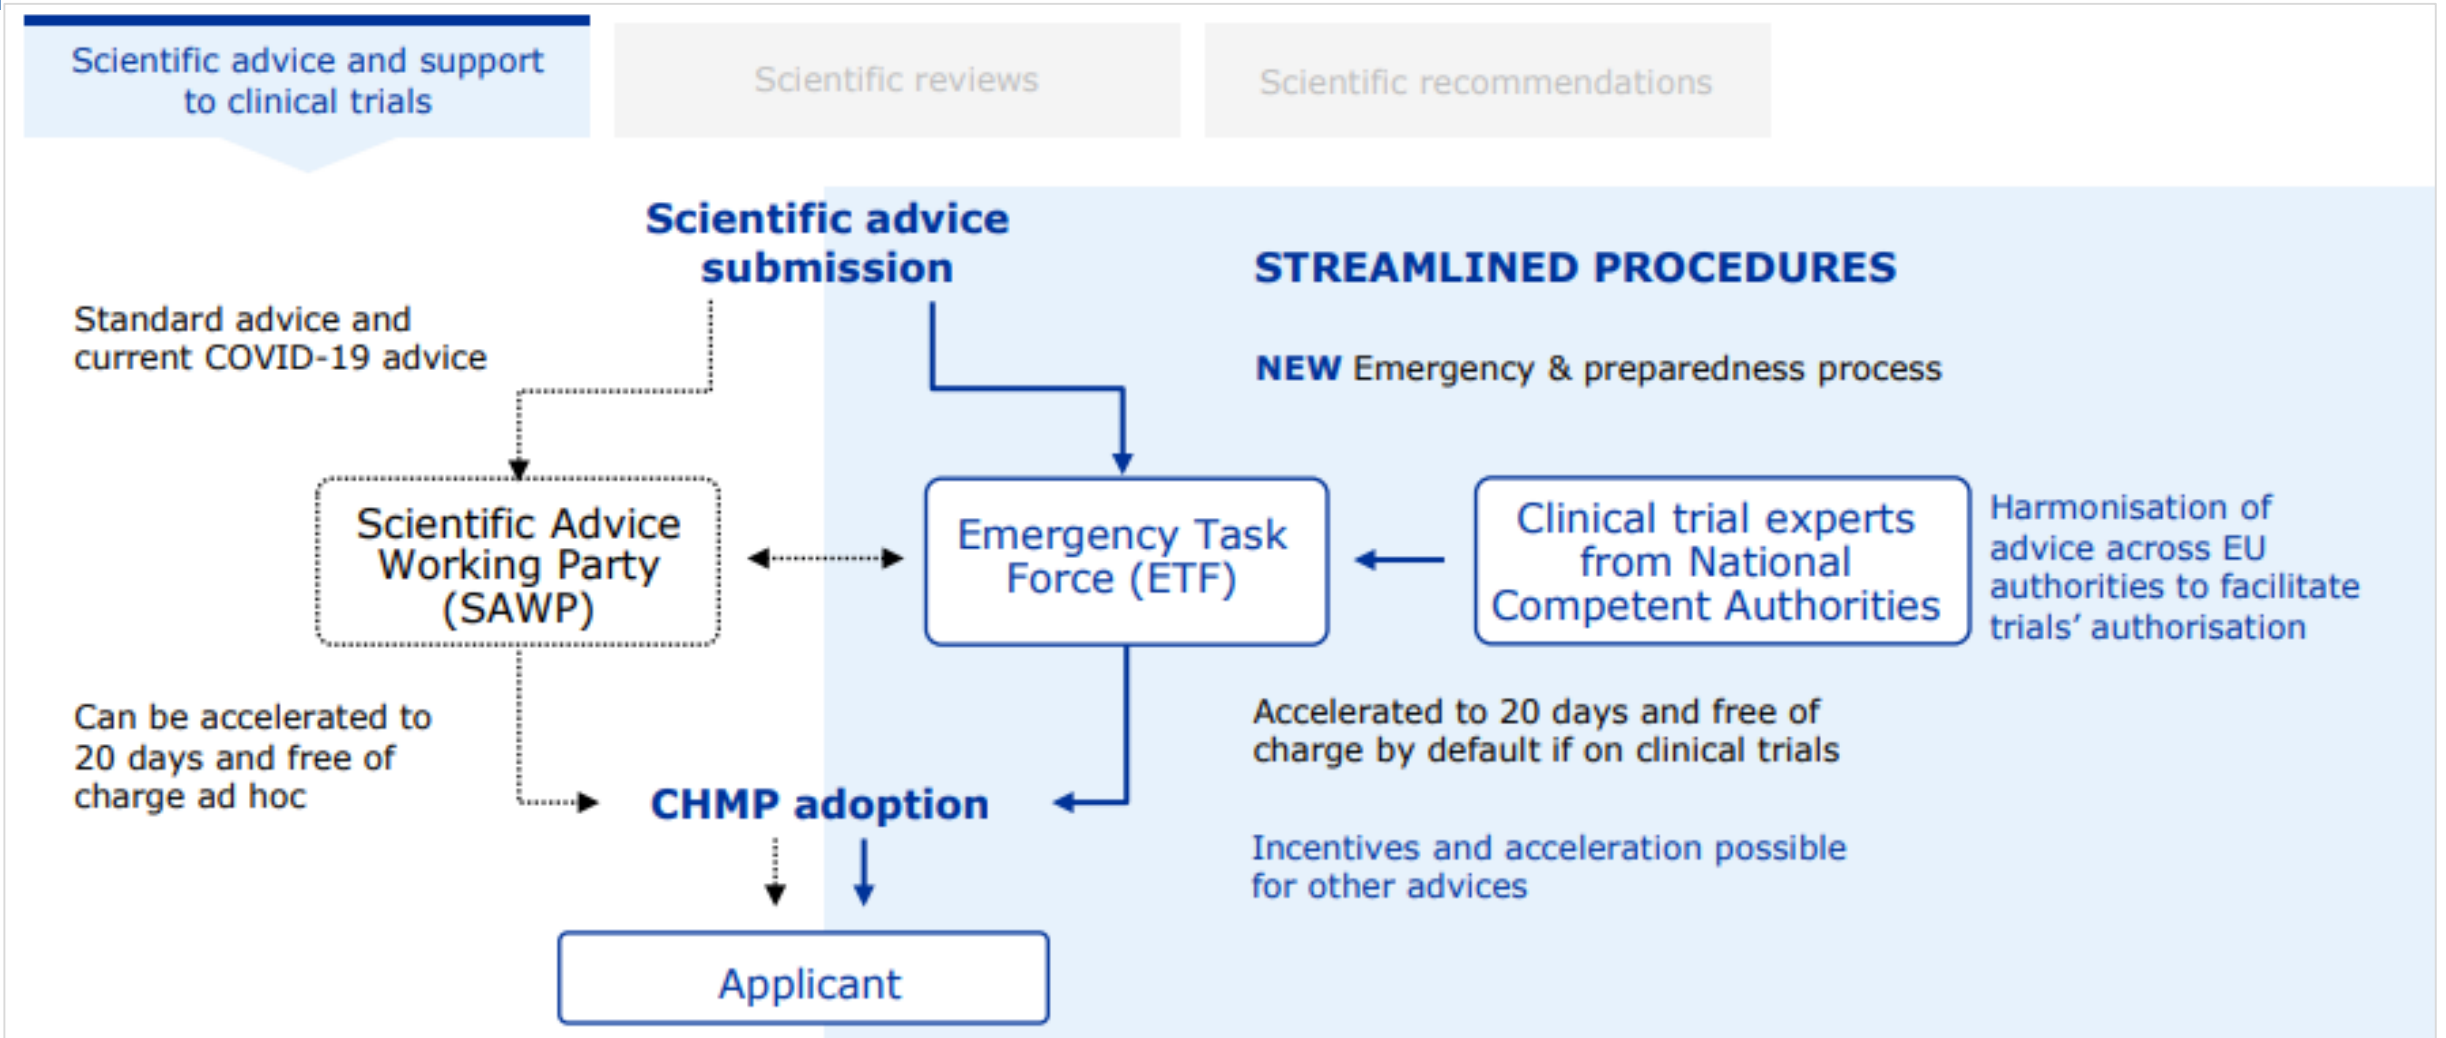 Scientific advice and support
to clinical trials
Scientific reviews
Scientific recommendations
Scientific advice
submission
STREAMLINED PROCEDURES
Standard advice and
current COVID-19 advice
NEW Emergency & preparedness process
Scientific Advice
Working Party
(SAWP)
Emergency Task
Force (ETF)
Clinical trial experts
from National
Competent Authorities
Harmonisation of
advice across EU
authorities to facilitate
trials’ authorisation
Can be accelerated to
20 days and free of
charge ad hoc
Accelerated to 20 days and free of
charge by default if on clinical trials
CHMP adoption
Incentives and acceleration possible
for other advices
Applicant